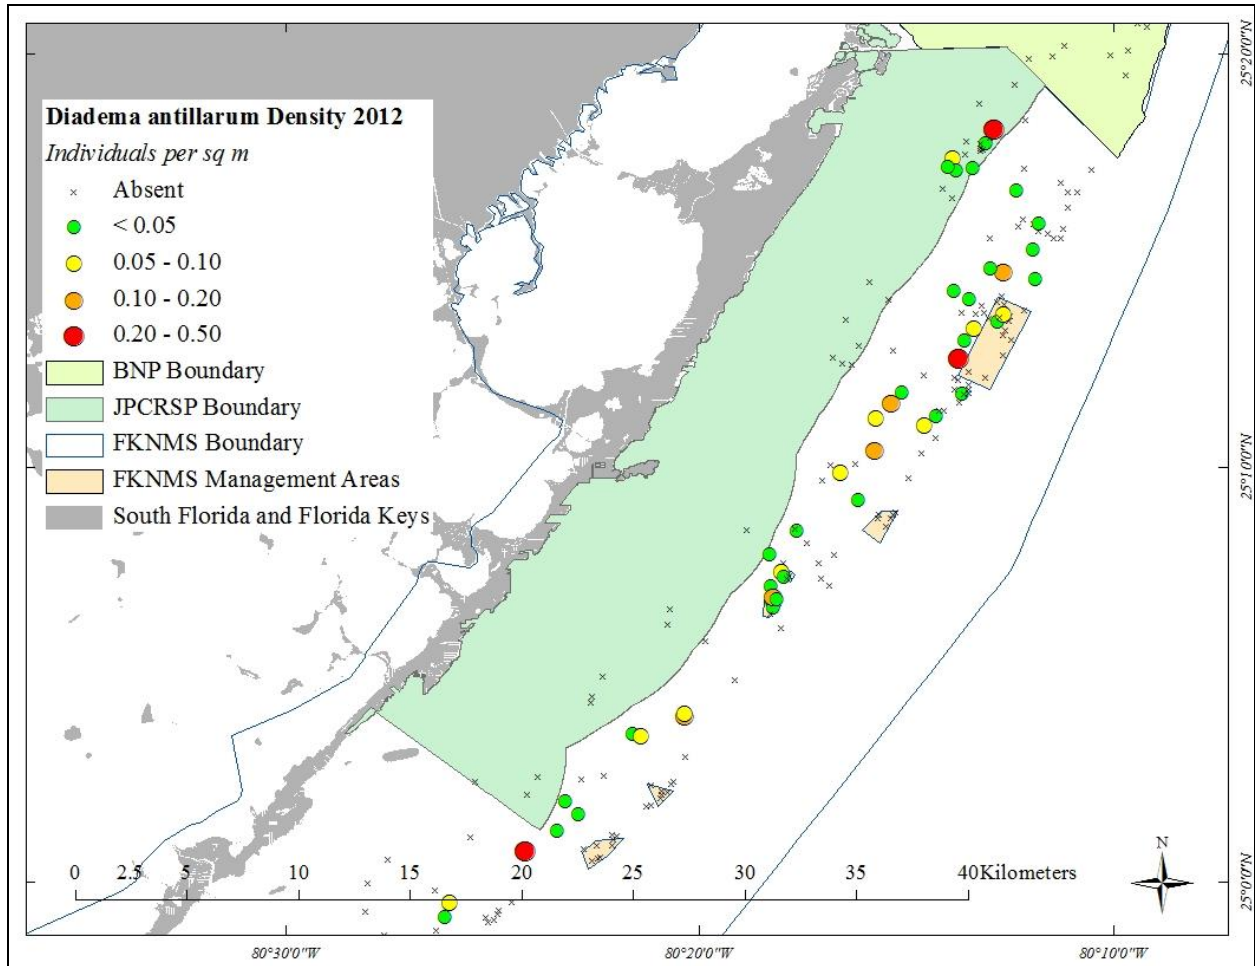 Diadema antillarum Density 2012
Individuals per sq m
Absent
< 0.05
0.05 - 0.10
0.10 - 0.20
0.20 - 0.50
BNP Boundary
JPCRSP Boundary
FKNMS Boundary
FKNMS Management Areas
South Florida and Florida Keys
25°20'0"N
25°10'0"N
25°0'0"N
N
0 2.5 5 10 15 20 25 30 35 40 Kilometers
80°30'0"W 80°20'0"W 80°10'0"W